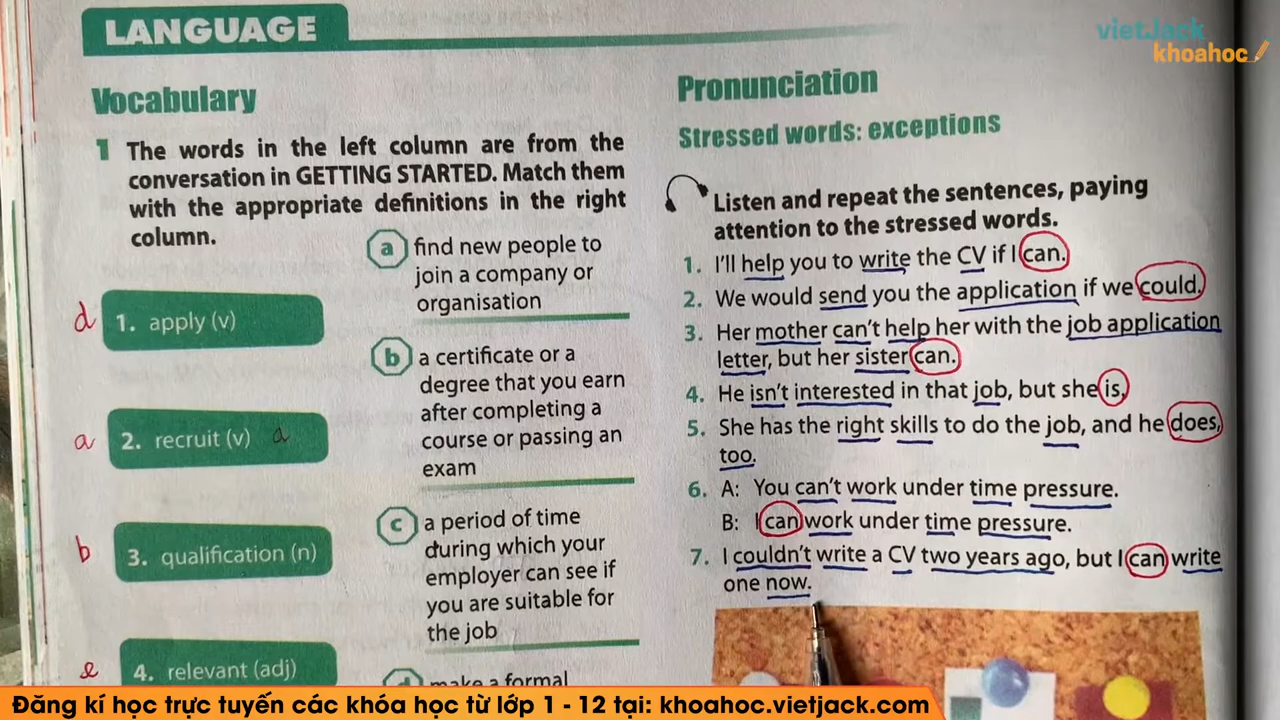 LANGUAGE
vietJack
khoahoc
Vocabulary
1 The words in the left column are from the
conversation in GETTING STARTED. Match them
with the appropriate definitions in the right
column.
d 1. apply (v)
a 2. recruit (v) a
b 3. qualification (n)
e 4. relevant (adj)
a find new people to
join a company or
organisation
b a certificate or a
degree that you earn
after completing a
course or passing an
exam
c a period of time
during which your
employer can see if
you are suitable for
the job
d make a formal
Pronunciation
Stressed words: exceptions
Listen and repeat the sentences, paying
attention to the stressed words.
1. I'll help you to write the CV if I can.
2. We would send you the application if we could.
3. Her mother can't help her with the job application
letter, but her sister can.
4. He isn't interested in that job, but she is.
5. She has the right skills to do the job, and he does,
too.
6. A: You can't work under time pressure.
B: I can work under time pressure.
7. I couldn't write a CV two years ago, but I can write
one now.
Đăng kí học trực tuyến các khóa học từ lớp 1 - 12 tại: khoahoc.vietjack.com